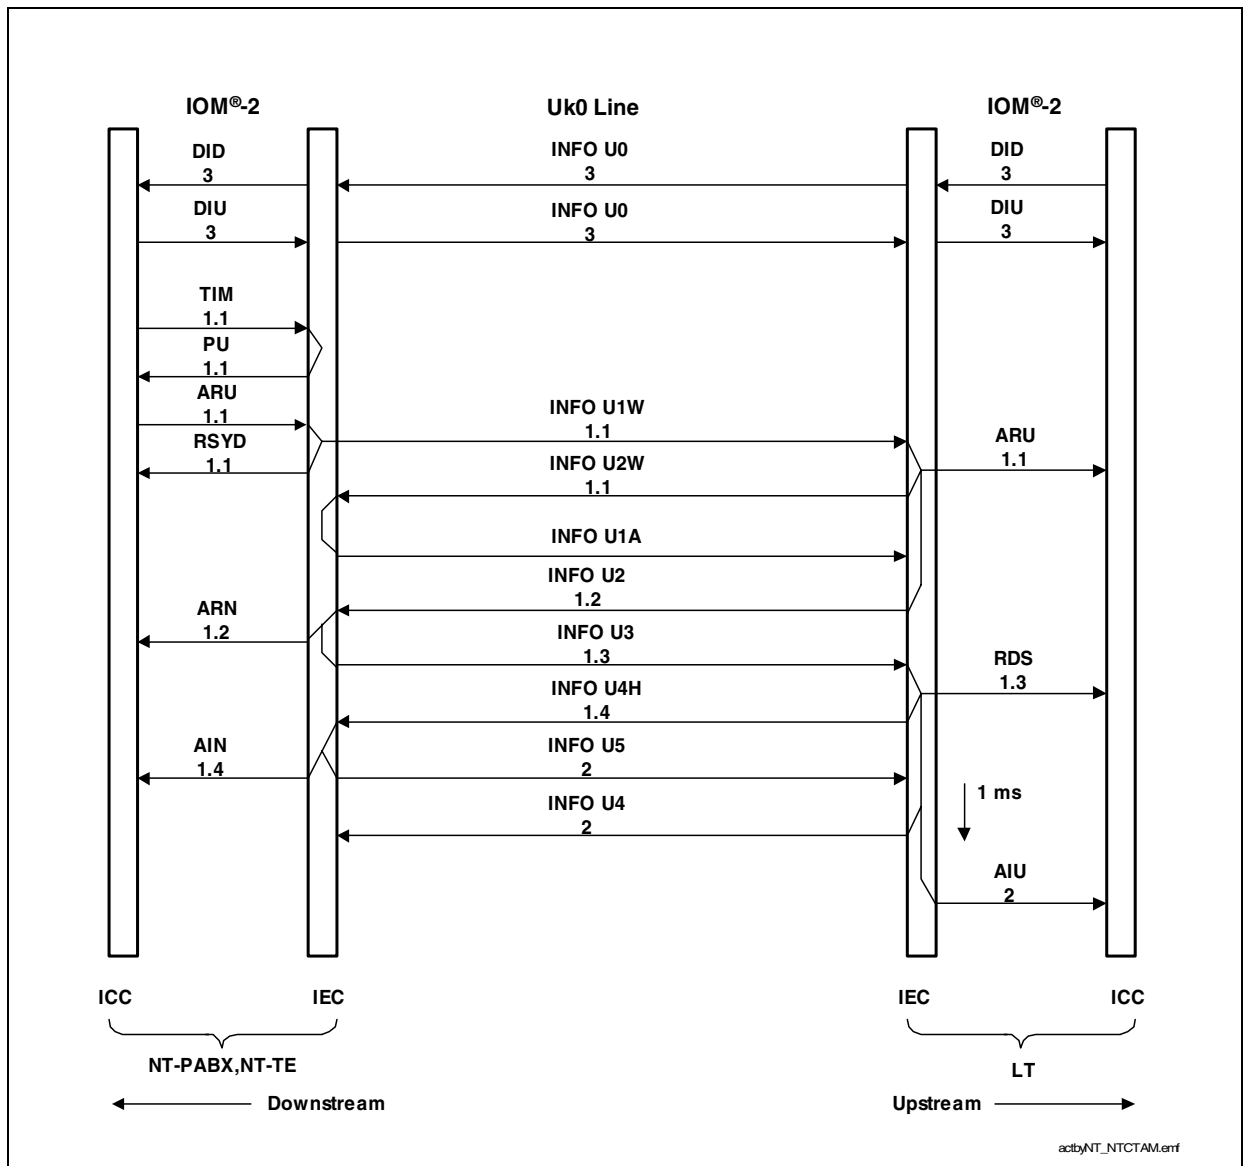 IOM®-2 Uk0 Line IOM®-2
DID INFO U0 DID
3 3 3
DIU INFO U0 DIU
3 3 3
TIM
1.1
PU
1.1
ARU
1.1
INFO U1W
1.1
ARU
1.1
RSYD
1.1
INFO U2W
1.1
INFO U1A
INFO U2
1.2
ARN
1.2
INFO U3
1.3
RDS
1.3
INFO U4H
1.4
AIN
1.4
INFO U5
2
1 ms
INFO U4
2
AIU
2
ICC IEC IEC ICC
NT-PABX,NT-TE LT
Downstream Upstream
actbyNT_NTCTAM.emf